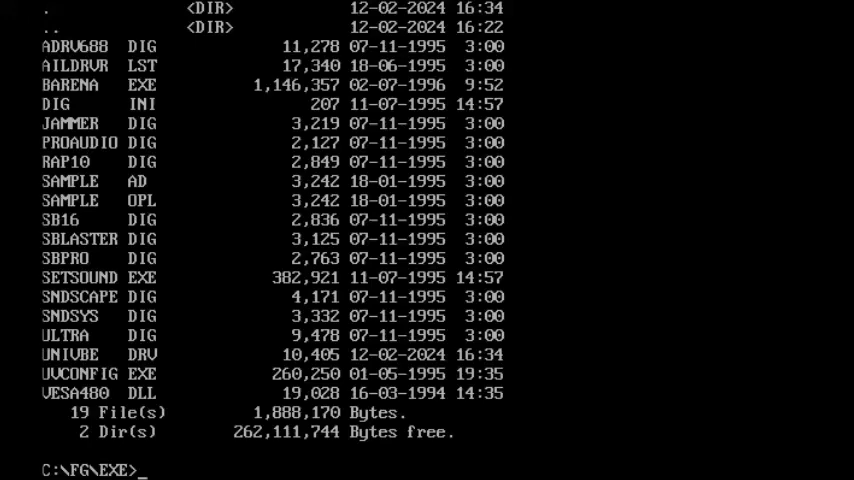 .              <DIR>            12-02-2024 16:34
..             <DIR>            12-02-2024 16:22
ADRV688  DIG             11,278 07-11-1995  3:00
AILDRVR  LST             17,340 18-06-1995  3:00
BARENA   EXE          1,146,357 02-07-1996  9:52
DIG      INI                207 11-07-1995 14:57
JAMMER   DIG              3,219 07-11-1995  3:00
PROAUDIO DIG              2,127 07-11-1995  3:00
RAP10    DIG              2,849 07-11-1995  3:00
SAMPLE   AD               3,242 18-01-1995  3:00
SAMPLE   OPL              3,242 18-01-1995  3:00
SB16     DIG              2,836 07-11-1995  3:00
SBLASTER DIG              3,125 07-11-1995  3:00
SBPRO    DIG              2,763 07-11-1995  3:00
SETSOUND EXE            382,921 11-07-1995 14:57
SNDSCAPE DIG              4,171 07-11-1995  3:00
SNDSYS   DIG              3,332 07-11-1995  3:00
ULTRA    DIG              9,478 07-11-1995  3:00
UNIVBE   DRV             10,405 12-02-2024 16:34
UVCONFIG EXE            260,250 01-05-1995 19:35
VESA480  DLL             19,028 16-03-1994 14:35
   19 File(s)         1,888,170 Bytes.
    2 Dir(s)        262,111,744 Bytes free.
C:\FG\EXE>_